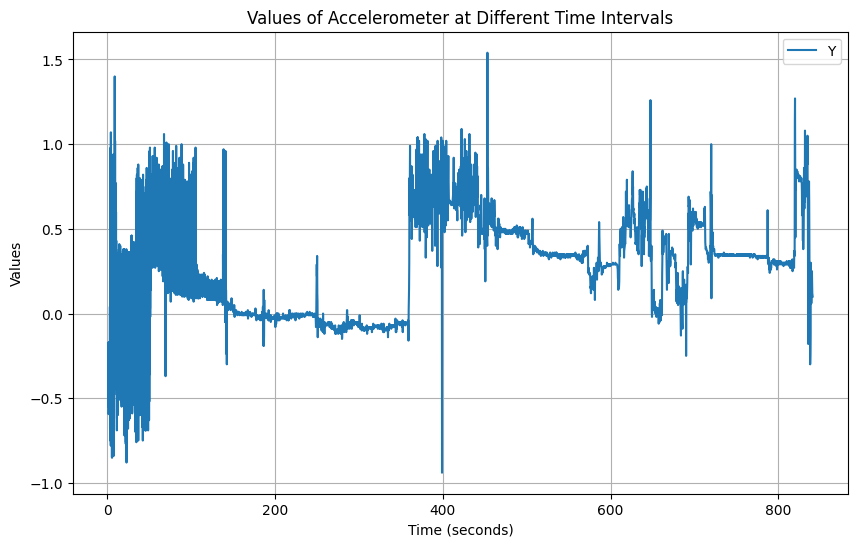 Values of Accelerometer at Different Time Intervals
Y
1.5
1.0
0.5
0.0
−0.5
−1.0
Values
0 200 400 600 800
Time (seconds)